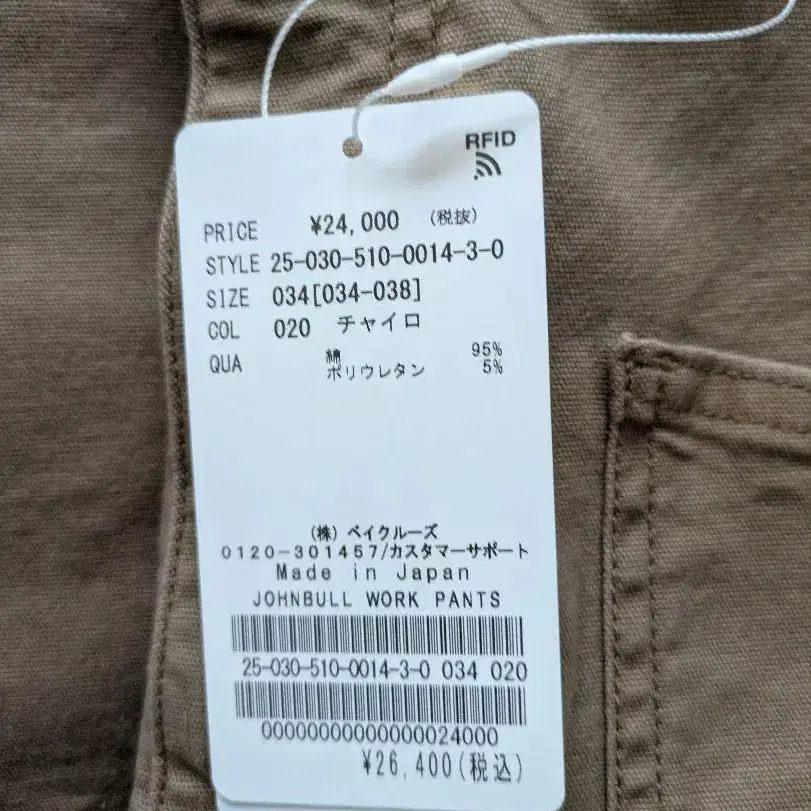 RFID
PRICE ¥24,000 (税抜)
STYLE 25-030-510-0014-3-0
SIZE 034[034-038]
COL 020 チャイロ
QUA 綿 95%
ポリウレタン 5%
(株) ベイクルーズ
0120-301457/カスタマーサポート
Made in Japan
JOHNBULL WORK PANTS
25-030-510-0014-3-0 034 020
00000000000000024000
¥26,400(税込)